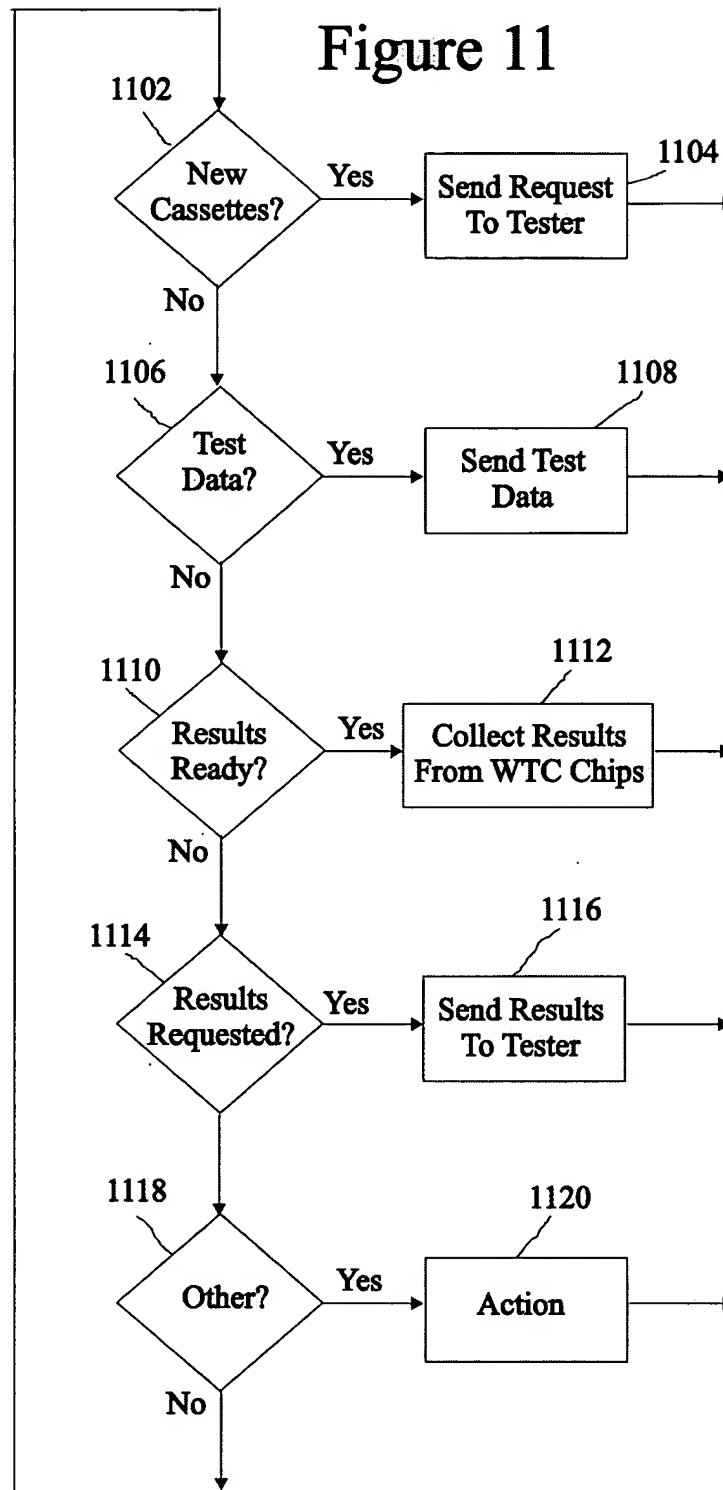 Figure 11
1102
New
Cassettes?
Yes
1104
Send Request
To Tester
No
1106
Test
Data?
Yes
1108
Send Test
Data
No
1110
Results
Ready?
Yes
1112
Collect Results
From WTC Chips
No
1114
Results
Requested?
Yes
1116
Send Results
To Tester
1118
Other?
Yes
1120
Action
No